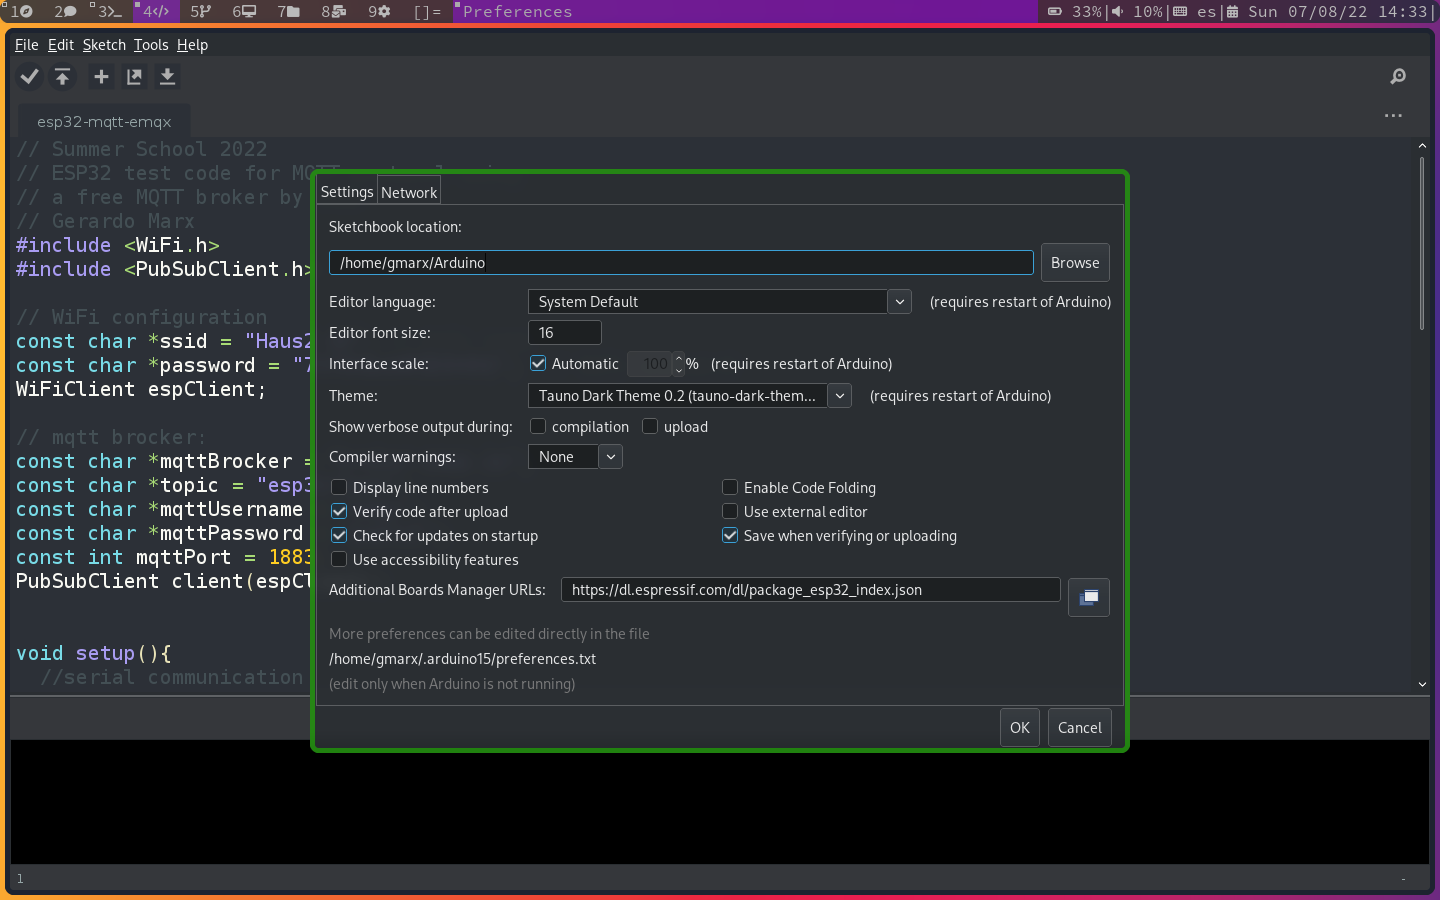 1 2 3 4 5 6 7 8 9 []= Preferences 33%| 10%| es| Sun 07/08/22 14:33|
File Edit Sketch Tools Help
esp32-mqtt-emqx
// Summer School 2022
// ESP32 test code for MQTT
// a free MQTT broker by
// Gerardo Marx
#include <WiFi.h>
#include <PubSubClient.h>
// WiFi configuration
const char *ssid = "Haus2
const char *password = "7
WiFiClient espClient;
// mqtt brocker:
const char *mqttBrocker =
const char *topic = "esp3
const char *mqttUsername
const char *mqttPassword
const int mqttPort = 1883
PubSubClient client(espCl
void setup(){
//serial communication
Settings Network
Sketchbook location:
/home/gmarx/Arduino Browse
Editor language: System Default (requires restart of Arduino)
Editor font size: 16
Interface scale: Automatic 100 % (requires restart of Arduino)
Theme: Tauno Dark Theme 0.2 (tauno-dark-them... (requires restart of Arduino)
Show verbose output during: compilation upload
Compiler warnings: None
Display line numbers Enable Code Folding
Verify code after upload Use external editor
Check for updates on startup Save when verifying or uploading
Use accessibility features
Additional Boards Manager URLs: https://dl.espressif.com/dl/package_esp32_index.json
More preferences can be edited directly in the file
/home/gmarx/.arduino15/preferences.txt
(edit only when Arduino is not running)
OK Cancel
1 -